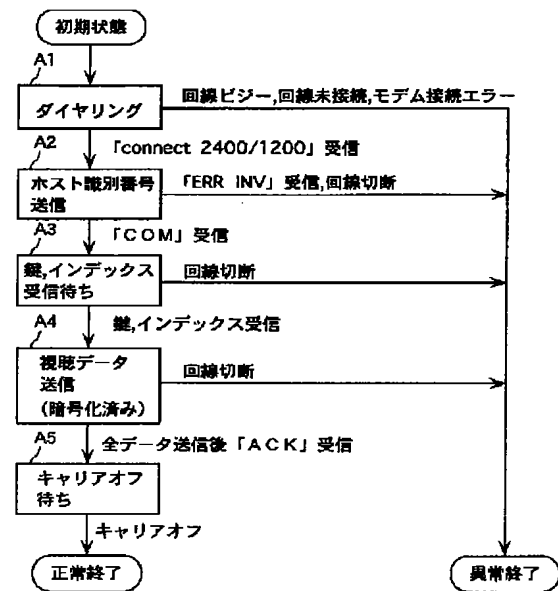 初期状態
A1
ダイヤリング
回線ビジー,回線未接続,モデム接続エラー
A2
「connect 2400/1200」受信
ホスト識別番号
送信
「ERR INV」受信,回線切断
A3
「COM」受信
鍵,インデックス
受信待ち
回線切断
A4
鍵,インデックス受信
視聴データ
送信
(暗号化済み)
回線切断
A5
全データ送信後「ACK」受信
キャリアオフ
待ち
キャリアオフ
正常終了
異常終了